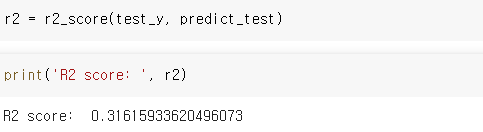 r2 = r2_score(test_y, predict_test)
print('R2 score: ', r2)
R2 score:  0.31615933620496073